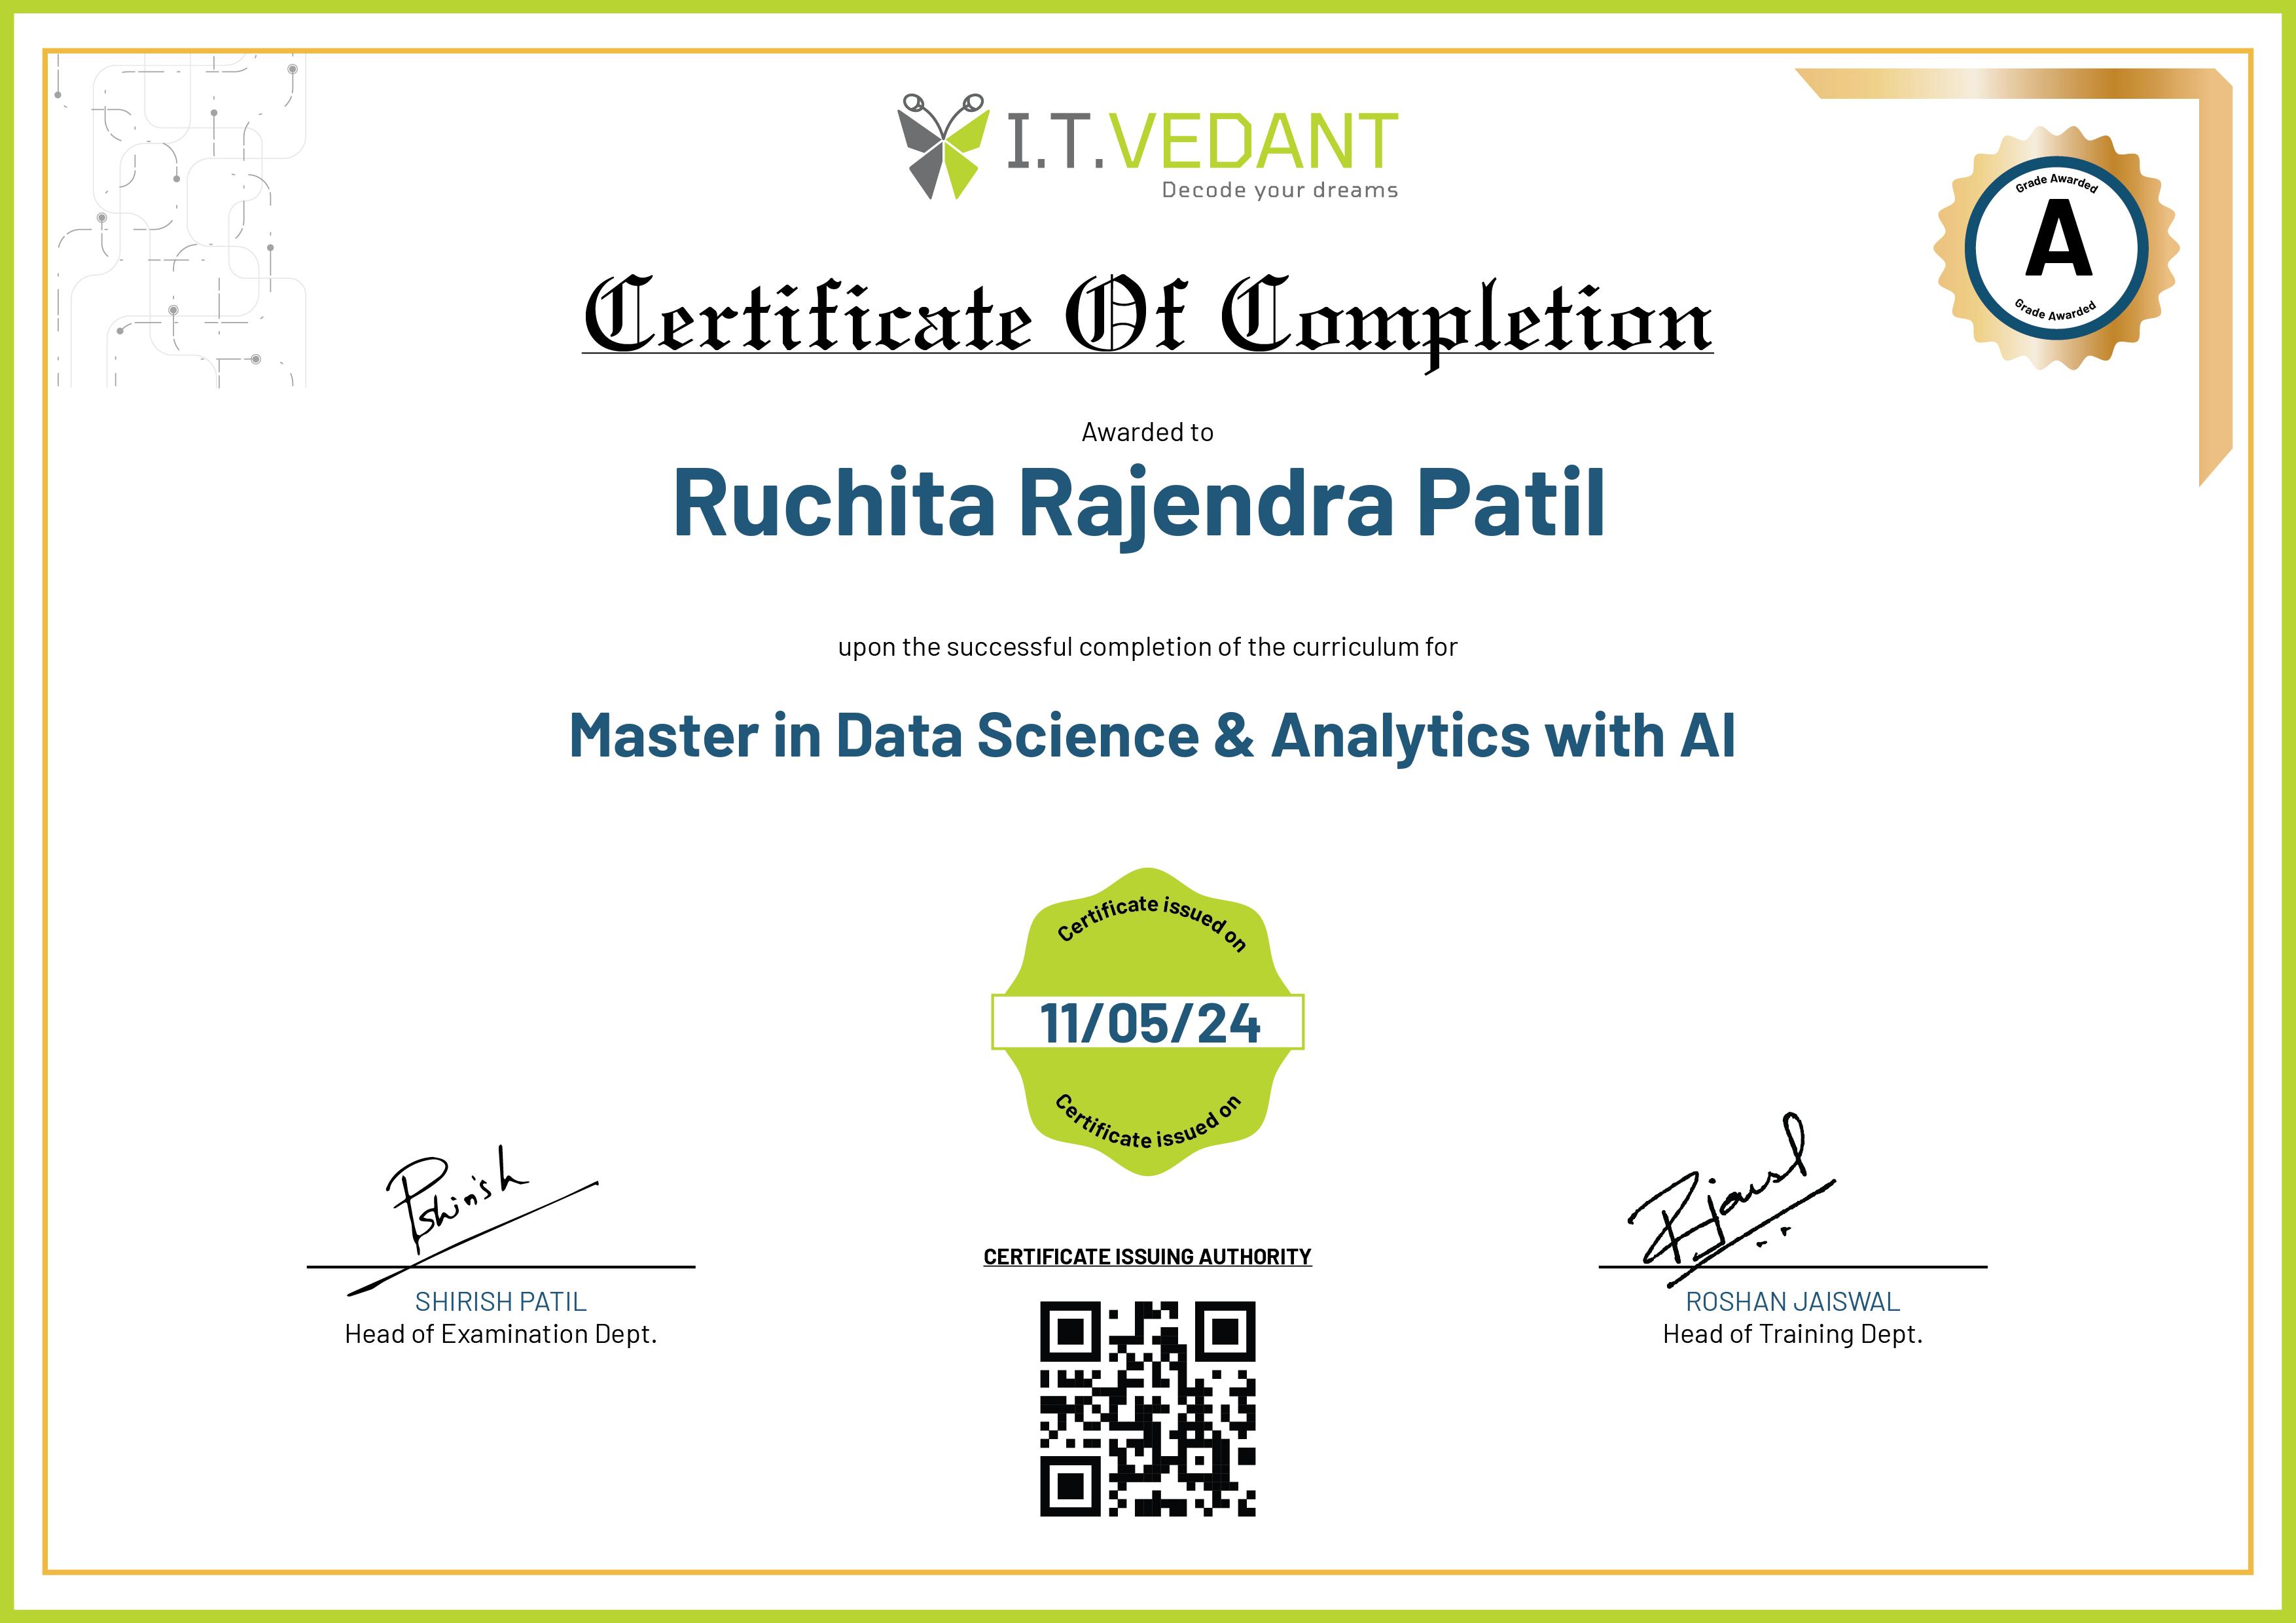 I.T.VEDANT
Decode your dreams
Grade Awarded
A
Grade Awarded
Certificate Of Completion
Awarded to
Ruchita Rajendra Patil
upon the successful completion of the curriculum for
Master in Data Science & Analytics with AI
Certificate issued on
11/05/24
Certificate issued on
Pshirish
SHIRISH PATIL
Head of Examination Dept.
CERTIFICATE ISSUING AUTHORITY
Rjaiswal
ROSHAN JAISWAL
Head of Training Dept.